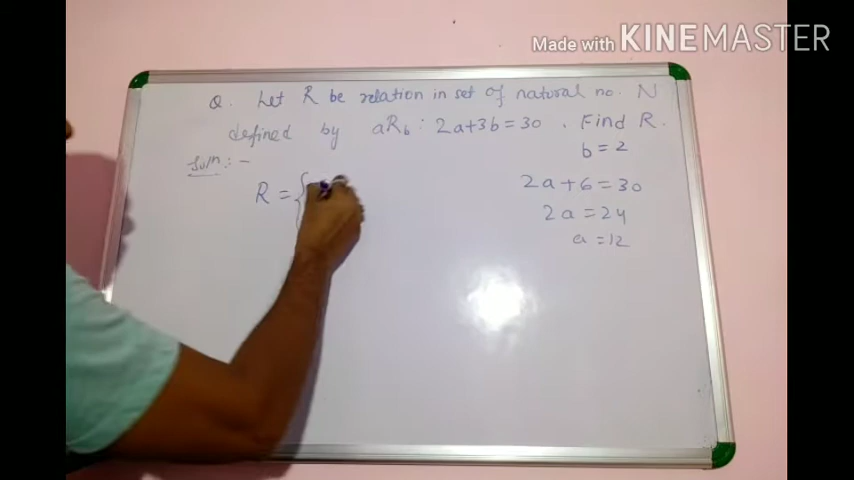 Made with KINEMASTER
Q. Let R be relation in set of natural no. N
defined by aRb : 2a+3b=30 . Find R.
b = 2
Soln :-
2a+6=30
R = {
2a = 24
a = 12